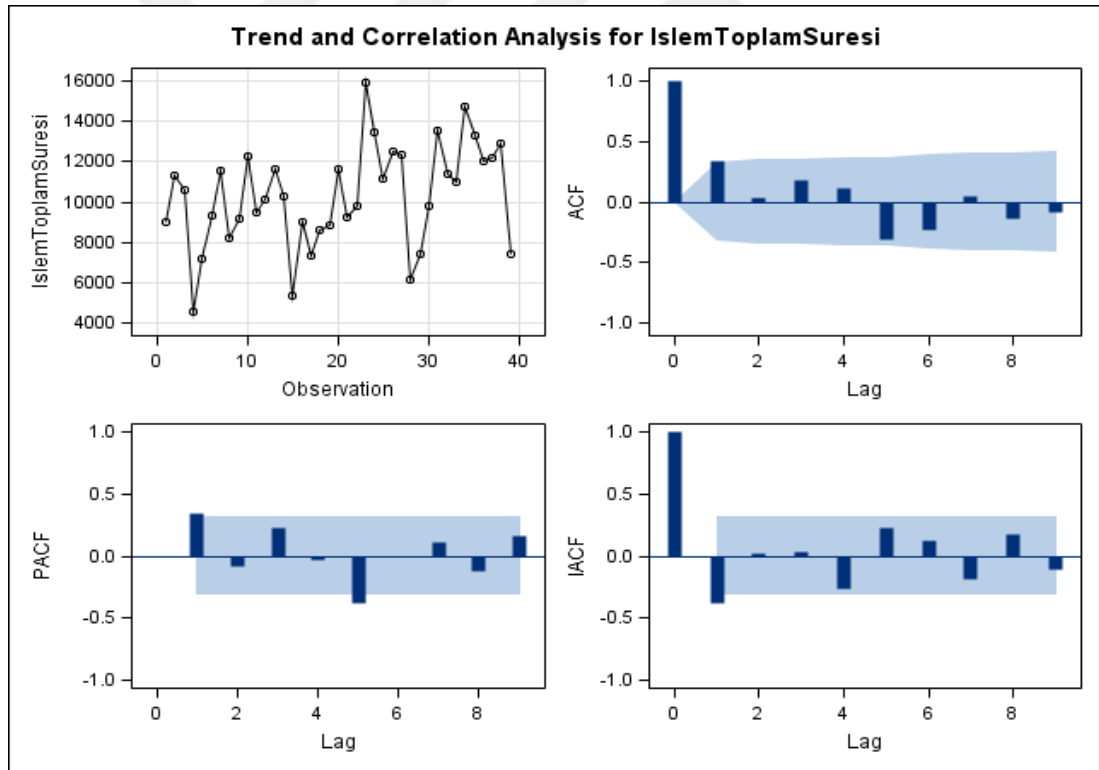 Trend and Correlation Analysis for IslemToplamSuresi
IslemToplamSuresi
16000
14000
12000
10000
8000
6000
4000
0 10 20 30 40
Observation
ACF
1.0
0.5
0.0
-0.5
-1.0
0 2 4 6 8
Lag
PACF
1.0
0.5
0.0
-0.5
-1.0
0 2 4 6 8
Lag
IACF
1.0
0.5
0.0
-0.5
-1.0
0 2 4 6 8
Lag